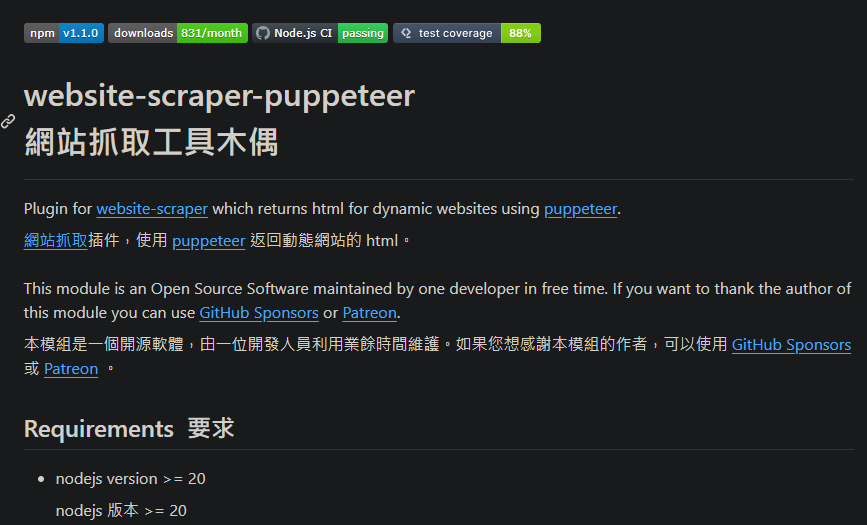 npm v1.1.0 downloads 831/month Node.js CI passing test coverage 88%
website-scraper-puppeteer
網站抓取工具木偶
Plugin for website-scraper which returns html for dynamic websites using puppeteer.
網站抓取插件，使用 puppeteer 返回動態網站的 html。
This module is an Open Source Software maintained by one developer in free time. If you want to thank the author of
this module you can use GitHub Sponsors or Patreon.
本模組是一個開源軟體，由一位開發人員利用業餘時間維護。如果您想感謝本模組的作者，可以使用 GitHub Sponsors
或 Patreon 。
Requirements 要求
nodejs version >= 20
nodejs 版本 >= 20